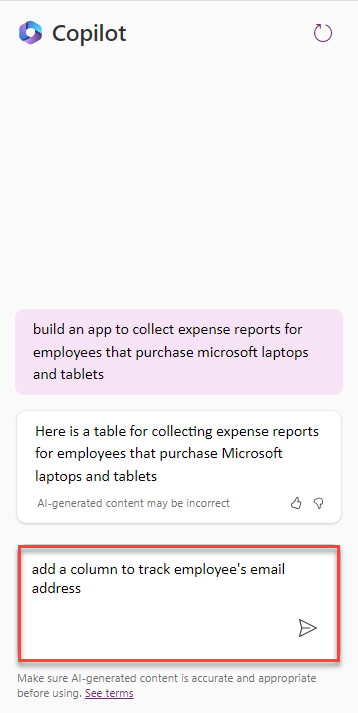 Copilot
build an app to collect expense reports for
employees that purchase microsoft laptops
and tablets
Here is a table for collecting expense reports
for employees that purchase Microsoft
laptops and tablets
AI-generated content may be incorrect
add a column to track employee's email
address
Make sure AI-generated content is accurate and appropriate
before using. See terms